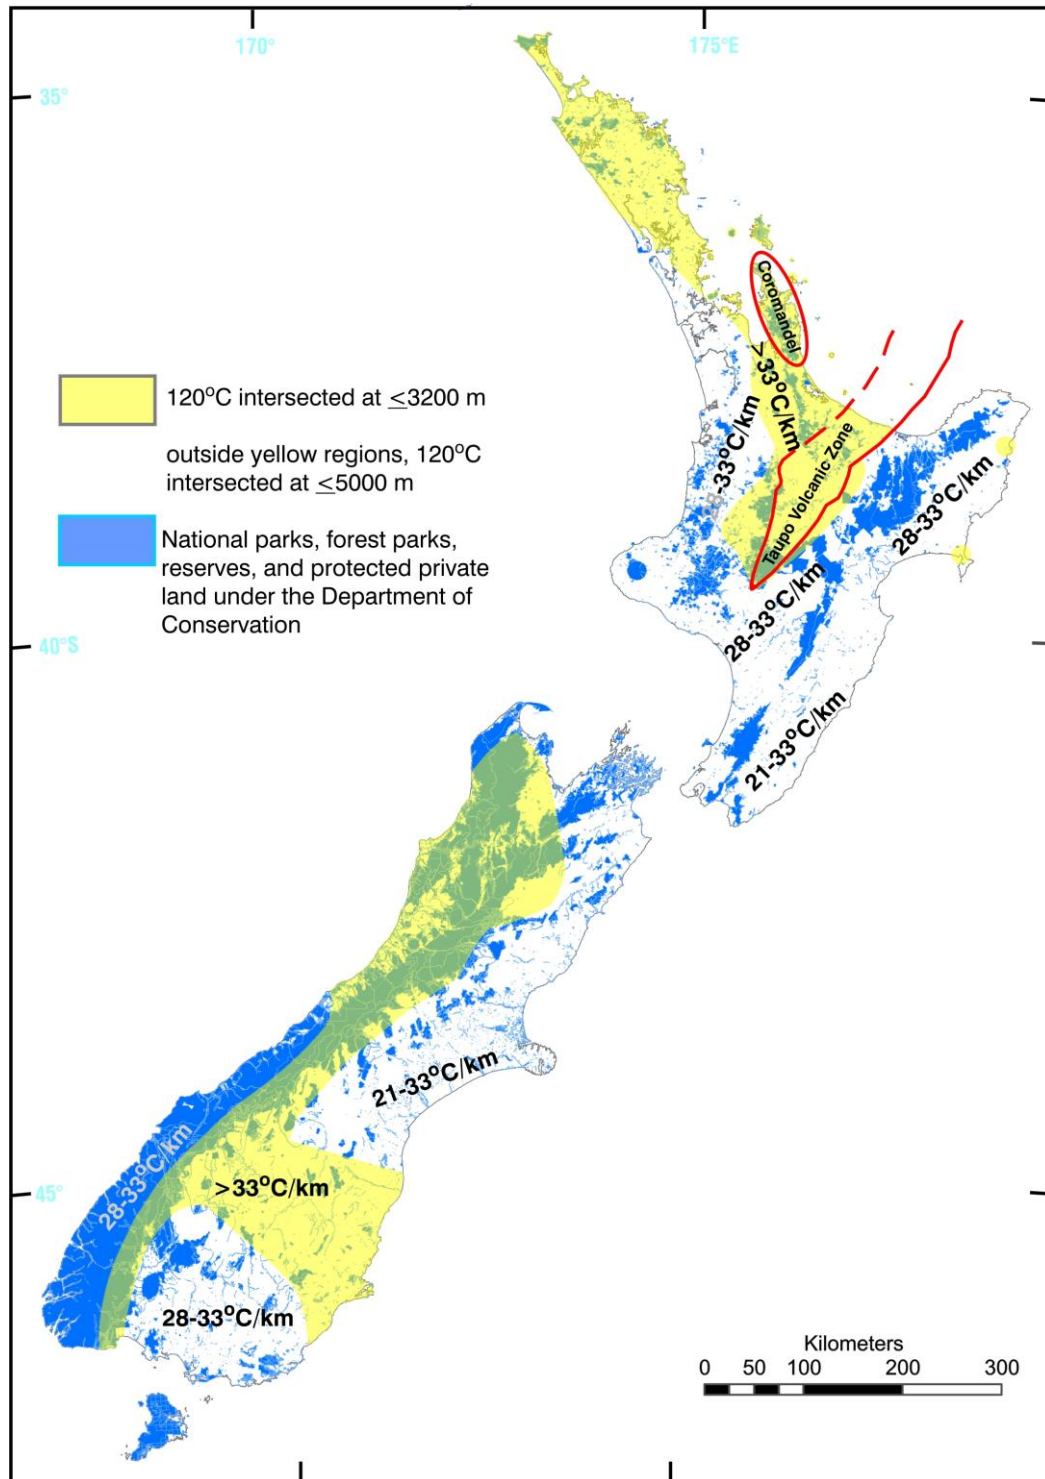 170°
175°E
35°
Coromandel
>33°C/km
28-33°C/km
Taupo Volcanic Zone
28-33°C/km
28-33°C/km
21-33°C/km
120°C intersected at ≤3200 m
outside yellow regions, 120°C
intersected at ≤5000 m
National parks, forest parks,
reserves, and protected private
land under the Department of
Conservation
40°S
21-33°C/km
28-33°C/km
45°
>33°C/km
28-33°C/km
Kilometers
0 50 100 200 300